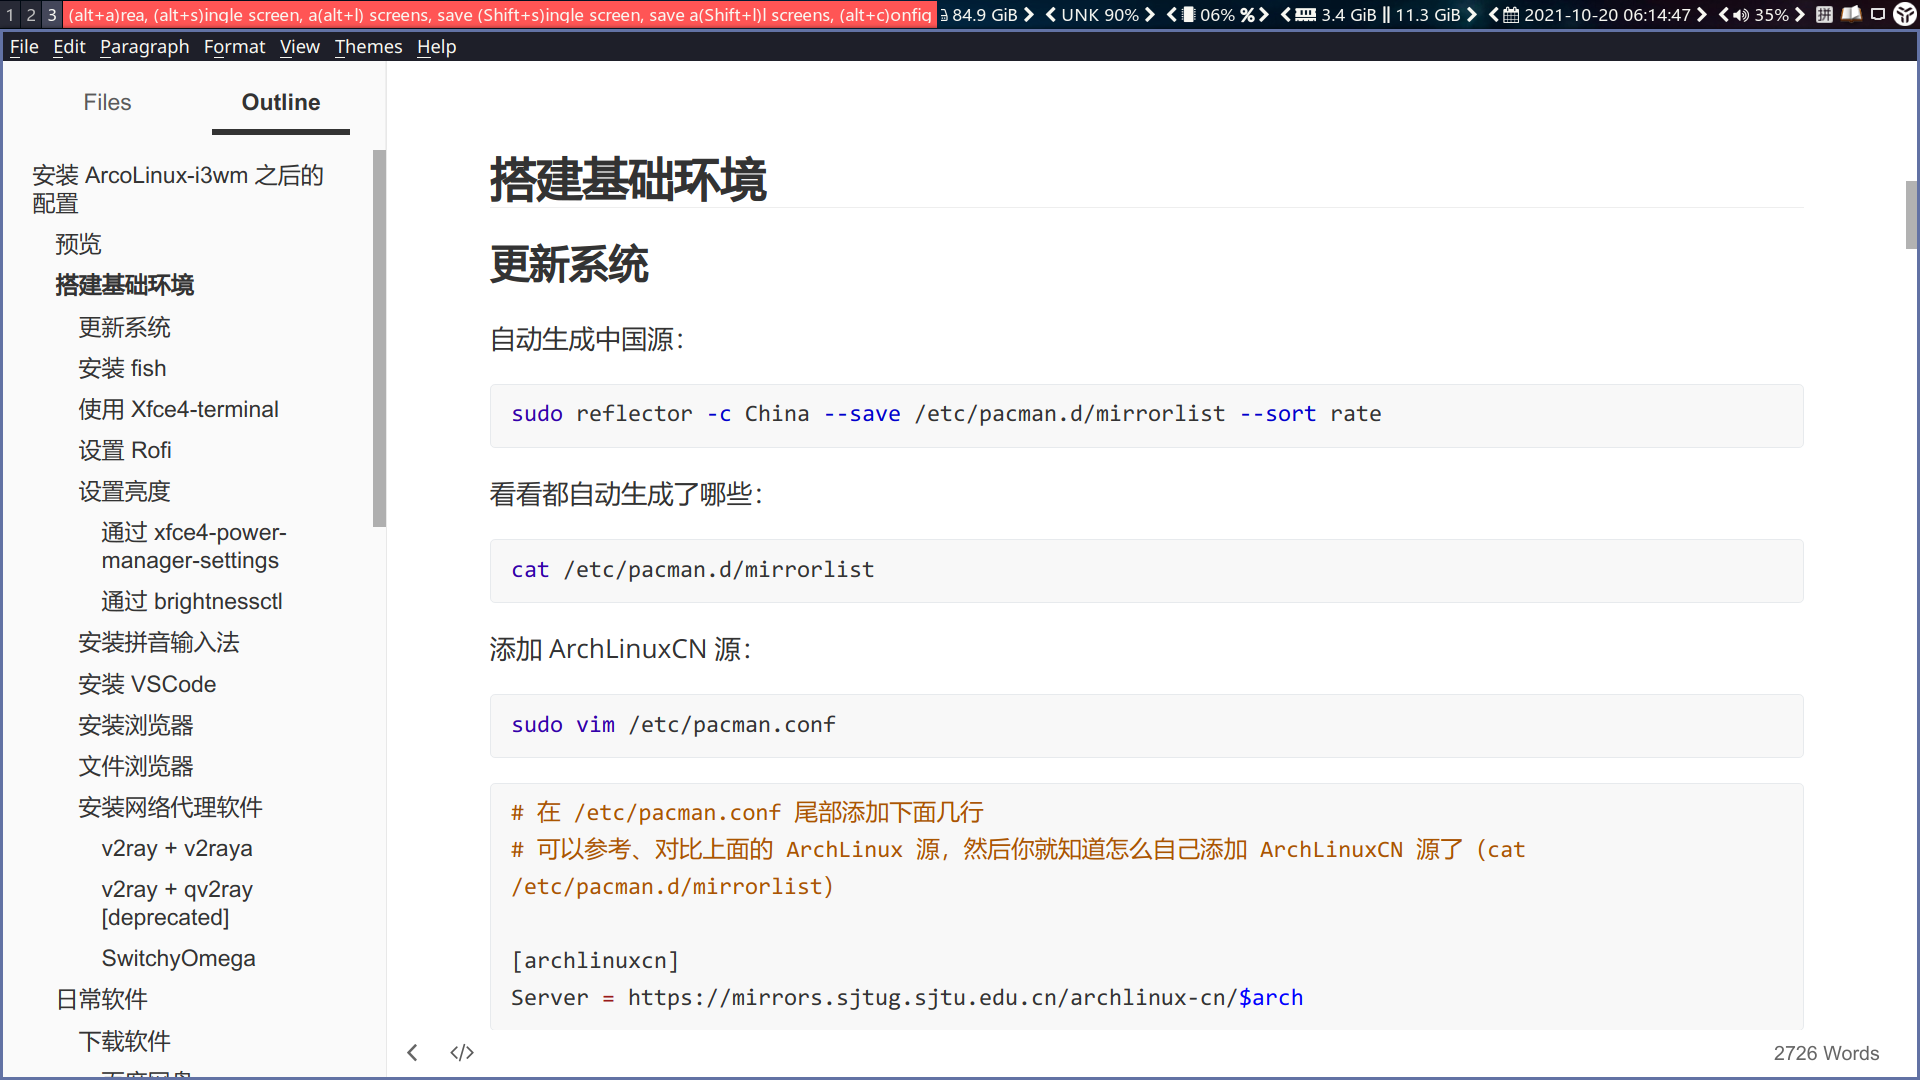 1 2 3 (alt+a)rea, (alt+s)ingle screen, a(alt+l) screens, save (Shift+s)ingle screen, save a(Shift+l)l screens, (alt+c)onfig 84.9 GiB UNK 90% 06% % 3.4 GiB || 11.3 GiB 2021-10-20 06:14:47 35% 拼
File Edit Paragraph Format View Themes Help
Files Outline
安装 ArcoLinux-i3wm 之后的
配置
预览
搭建基础环境
更新系统
安装 fish
使用 Xfce4-terminal
设置 Rofi
设置亮度
通过 xfce4-power-
manager-settings
通过 brightnessctl
安装拼音输入法
安装 VSCode
安装浏览器
文件浏览器
安装网络代理软件
v2ray + v2raya
v2ray + qv2ray
[deprecated]
SwitchyOmega
日常软件
下载软件
搭建基础环境
更新系统
自动生成中国源：
sudo reflector -c China --save /etc/pacman.d/mirrorlist --sort rate
看看都自动生成了哪些：
cat /etc/pacman.d/mirrorlist
添加 ArchLinuxCN 源：
sudo vim /etc/pacman.conf
# 在 /etc/pacman.conf 尾部添加下面几行
# 可以参考、对比上面的 ArchLinux 源，然后你就知道怎么自己添加 ArchLinuxCN 源了（cat
/etc/pacman.d/mirrorlist）
[archlinuxcn]
Server = https://mirrors.sjtug.sjtu.edu.cn/archlinux-cn/$arch
</> 2726 Words